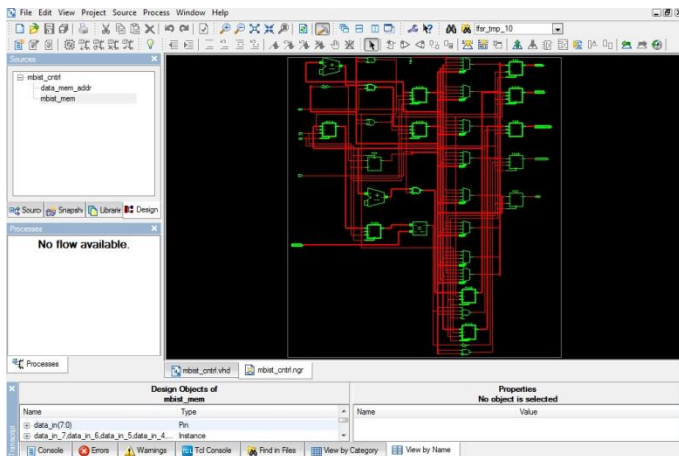 File Edit View Project Source Process Window Help
lfsr_tmp_10
Sources
mbist_cntrl
data_mem_addr
mbist_mem
Sourc Snapsh Librarie Design
Processes
No flow available.
Processes
mbist_cntrl.vhd mbist_cntrl.ngr
Design Objects of
mbist_mem
Properties
No object is selected
Name Type
Name Value
data_in(7:0) Pin
data_in_7,data_in_6,data_in_5,data_in_4,... Instance
Console Errors Warnings Tcl Console Find in Files View by Category View by Name